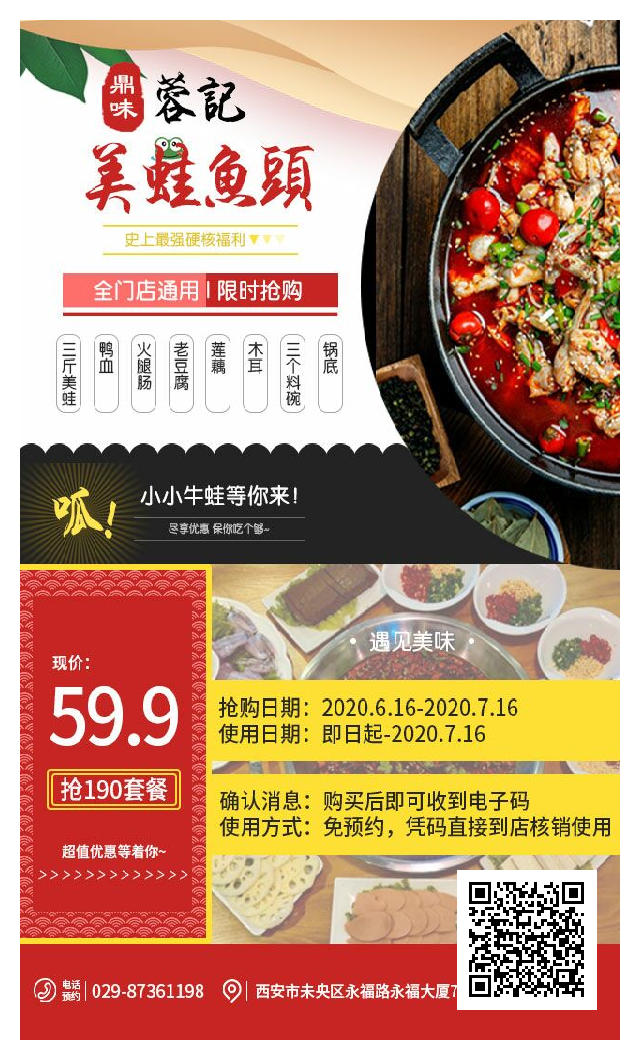 鼎味
蓉記
美蛙魚頭
史上最强硬核福利
全门店通用 | 限时抢购
三斤美蛙
鸭血
火腿肠
老豆腐
莲藕
木耳
三个料碗
锅底
呱!
小小牛蛙等你来!
尽享优惠 保你吃个够~
现价:
59.9
抢190套餐
超值优惠等着你~
>>>>>>>>>>>>>
• 遇见美味 •
抢购日期: 2020.6.16-2020.7.16
使用日期: 即日起-2020.7.16
确认消息: 购买后即可收到电子码
使用方式: 免预约, 凭码直接到店核销使用
电话预约
029-87361198
西安市未央区永福路永福大厦7